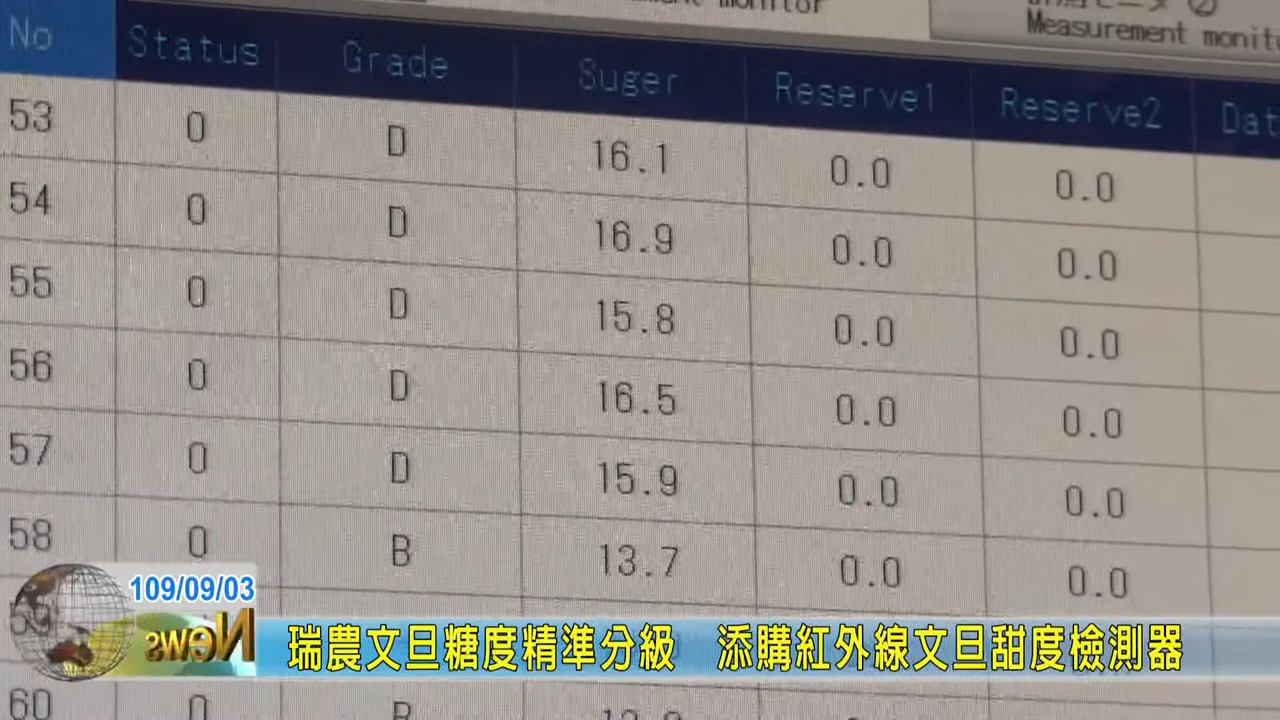 Measurement monit
No Status Grade Suger Reserve1 Reserve2 Dat
53 0 D 16.1 0.0 0.0
54 0 D 16.9 0.0 0.0
55 0 D 15.8 0.0 0.0
56 0 D 16.5 0.0 0.0
57 0 D 15.9 0.0 0.0
58 0 B 13.7 0.0 0.0
60 0
109/09/03
News
瑞農文旦糖度精準分級 添購紅外線文旦甜度檢測器